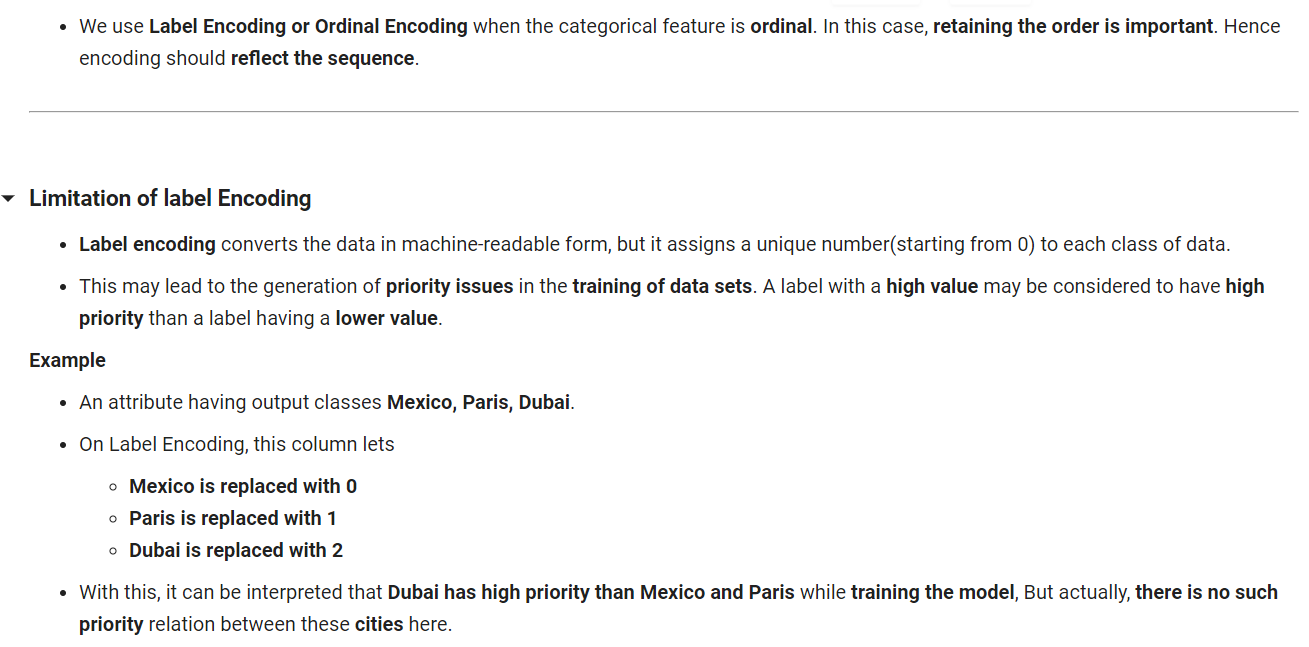 We use Label Encoding or Ordinal Encoding when the categorical feature is ordinal. In this case, retaining the order is important. Hence
encoding should reflect the sequence.
Limitation of label Encoding
Label encoding converts the data in machine-readable form, but it assigns a unique number(starting from 0) to each class of data.
This may lead to the generation of priority issues in the training of data sets. A label with a high value may be considered to have high
priority than a label having a lower value.
Example
An attribute having output classes Mexico, Paris, Dubai.
On Label Encoding, this column lets
Mexico is replaced with 0
Paris is replaced with 1
Dubai is replaced with 2
With this, it can be interpreted that Dubai has high priority than Mexico and Paris while training the model, But actually, there is no such
priority relation between these cities here.